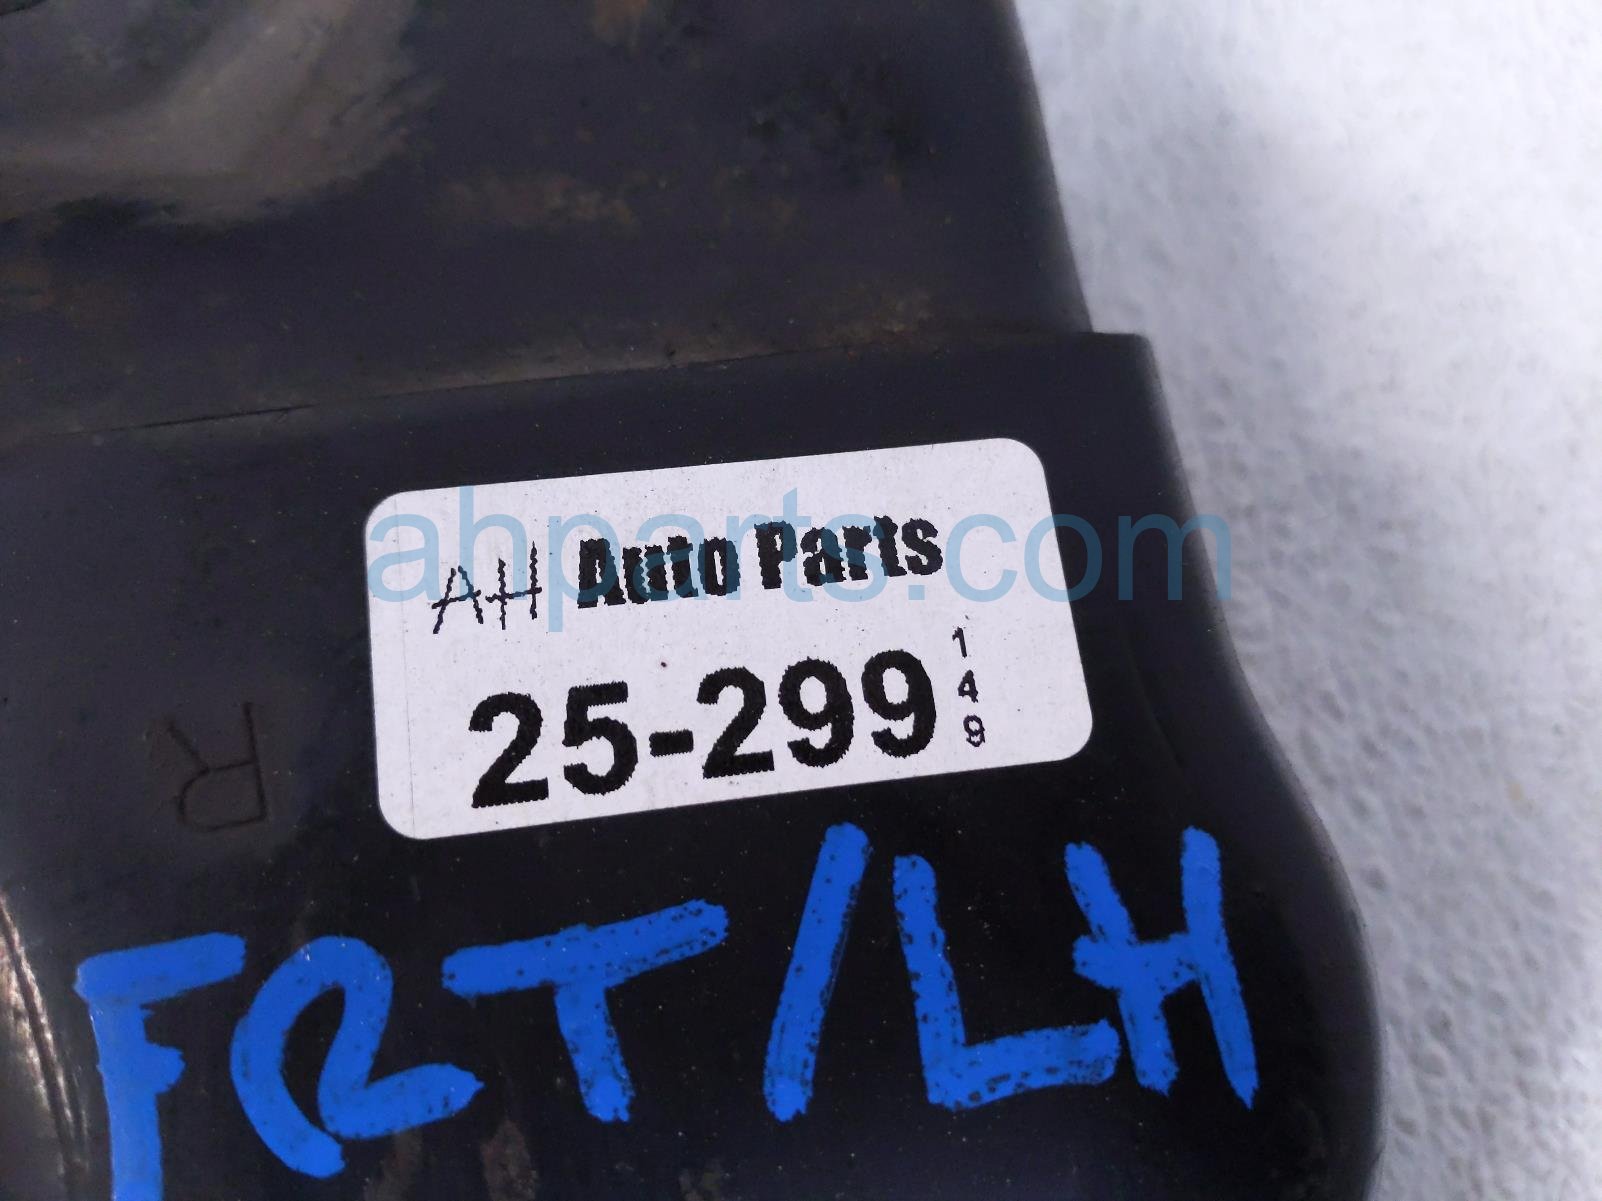 ahparts.com
AH Auto Parts
25-299
149
R
FRT/LH